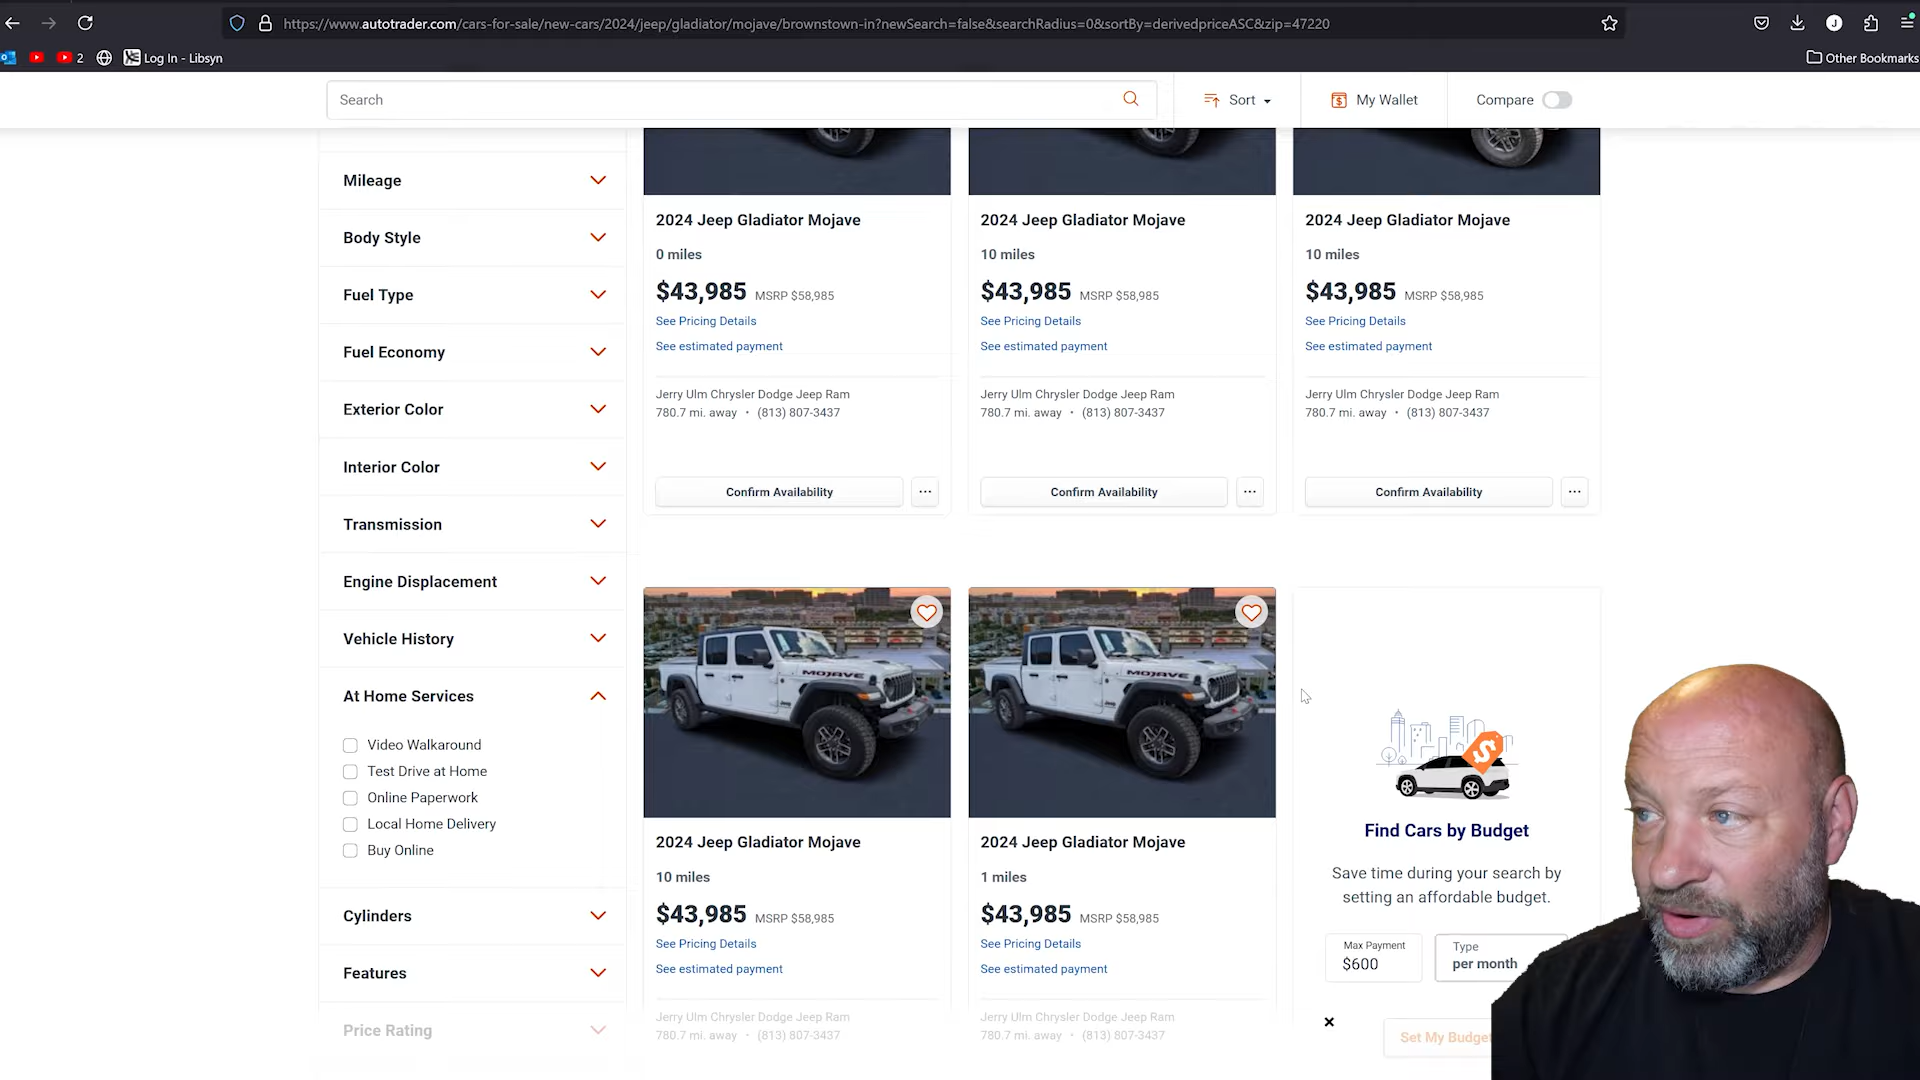 https://www.autotrader.com/cars-for-sale/new-cars/2024/jeep/gladiator/mojave/brownstown-in?newSearch=false&searchRadius=0&sortBy=derivedpriceASC&zip=47220
2
Log In - Libsyn
Other Bookmarks
Search
Sort
My Wallet
Compare
Mileage
Body Style
Fuel Type
Fuel Economy
Exterior Color
Interior Color
Transmission
Engine Displacement
Vehicle History
At Home Services
Video Walkaround
Test Drive at Home
Online Paperwork
Local Home Delivery
Buy Online
Cylinders
Features
Price Rating
2024 Jeep Gladiator Mojave
0 miles
$43,985 MSRP $58,985
See Pricing Details
See estimated payment
Jerry Ulm Chrysler Dodge Jeep Ram
780.7 mi. away • (813) 807-3437
Confirm Availability
2024 Jeep Gladiator Mojave
10 miles
$43,985 MSRP $58,985
See Pricing Details
See estimated payment
Jerry Ulm Chrysler Dodge Jeep Ram
780.7 mi. away • (813) 807-3437
Confirm Availability
2024 Jeep Gladiator Mojave
10 miles
$43,985 MSRP $58,985
See Pricing Details
See estimated payment
Jerry Ulm Chrysler Dodge Jeep Ram
780.7 mi. away • (813) 807-3437
Confirm Availability
MOJAVE
2024 Jeep Gladiator Mojave
10 miles
$43,985 MSRP $58,985
See Pricing Details
See estimated payment
Jerry Ulm Chrysler Dodge Jeep Ram
780.7 mi. away • (813) 807-3437
MOJAVE
2024 Jeep Gladiator Mojave
1 miles
$43,985 MSRP $58,985
See Pricing Details
See estimated payment
Jerry Ulm Chrysler Dodge Jeep Ram
780.7 mi. away • (813) 807-3437
Find Cars by Budget
Save time during your search by
setting an affordable budget.
Max Payment
$600
Type
per month
Set My Budget